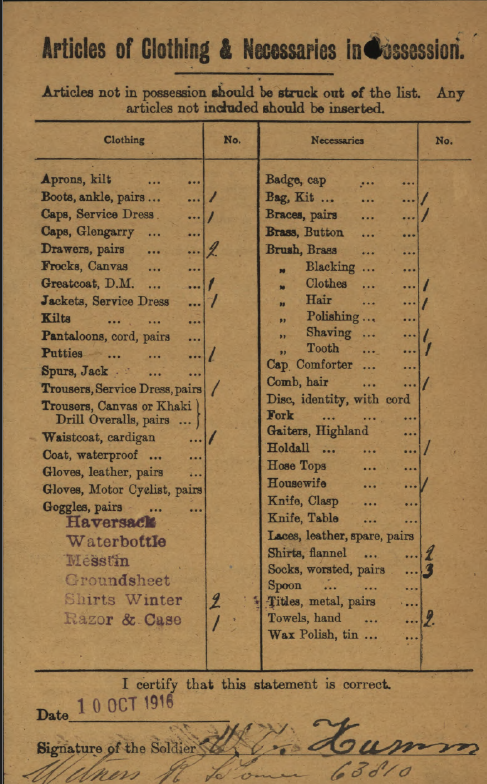 Articles of Clothing & Necessaries in Possession.
Articles not in possession should be struck out of the list. Any
articles not included should be inserted.
Clothing No. Necessaries No.
Aprons, kilt ... ...
Boots, ankle, pairs ... ... 1
Caps, Service Dress ... 1
Caps, Glengarry ... ...
Drawers, pairs ... ... 2
Frocks, Canvas ... ...
Greatcoat, D.M. ... ... 1
Jackets, Service Dress ... 1
Kilts ... ... ...
Pantaloons, cord, pairs ...
Putties ... ... ... 1
Spurs, Jack ... ...
Trousers, Service Dress, pairs 1
Trousers, Canvas or Khaki }
Drill Overalls, pairs ... }
Waistcoat, cardigan ... 1
Coat, waterproof ... ...
Gloves, leather, pairs ...
Gloves, Motor Cyclist, pairs
Goggles, pairs ... ...
Haversack
Waterbottle
Messtin
Groundsheet
Shirts Winter 2
Razor & Case 1
Badge, cap ... ...
Bag, Kit ... ... ... 1
Braces, pairs ... ... 1
Brass, Button ... ...
Brush, Brass ... ...
„ Blacking ... ...
„ Clothes ... ... 1
„ Hair ... ... 1
„ Polishing ... ...
„ Shaving ... ... 1
„ Tooth ... ... 1
Cap Comforter ... ...
Comb, hair ... ... 1
Disc, identity, with cord
Fork ... ... ...
Gaiters, Highland ...
Holdall ... ... ... 1
Hose Tops ... ...
Housewife ... ... 1
Knife, Clasp ... ...
Knife, Table ... ...
Laces, leather, spare, pairs
Shirts, flannel ... ... 2
Socks, worsted, pairs ... 3
Spoon ... ... ...
Titles, metal, pairs ...
Towels, hand ... ... 2
Wax Polish, tin ... ...
I certify that this statement is correct.
Date 10 OCT 1916
Signature of the Soldier
Witness 63810